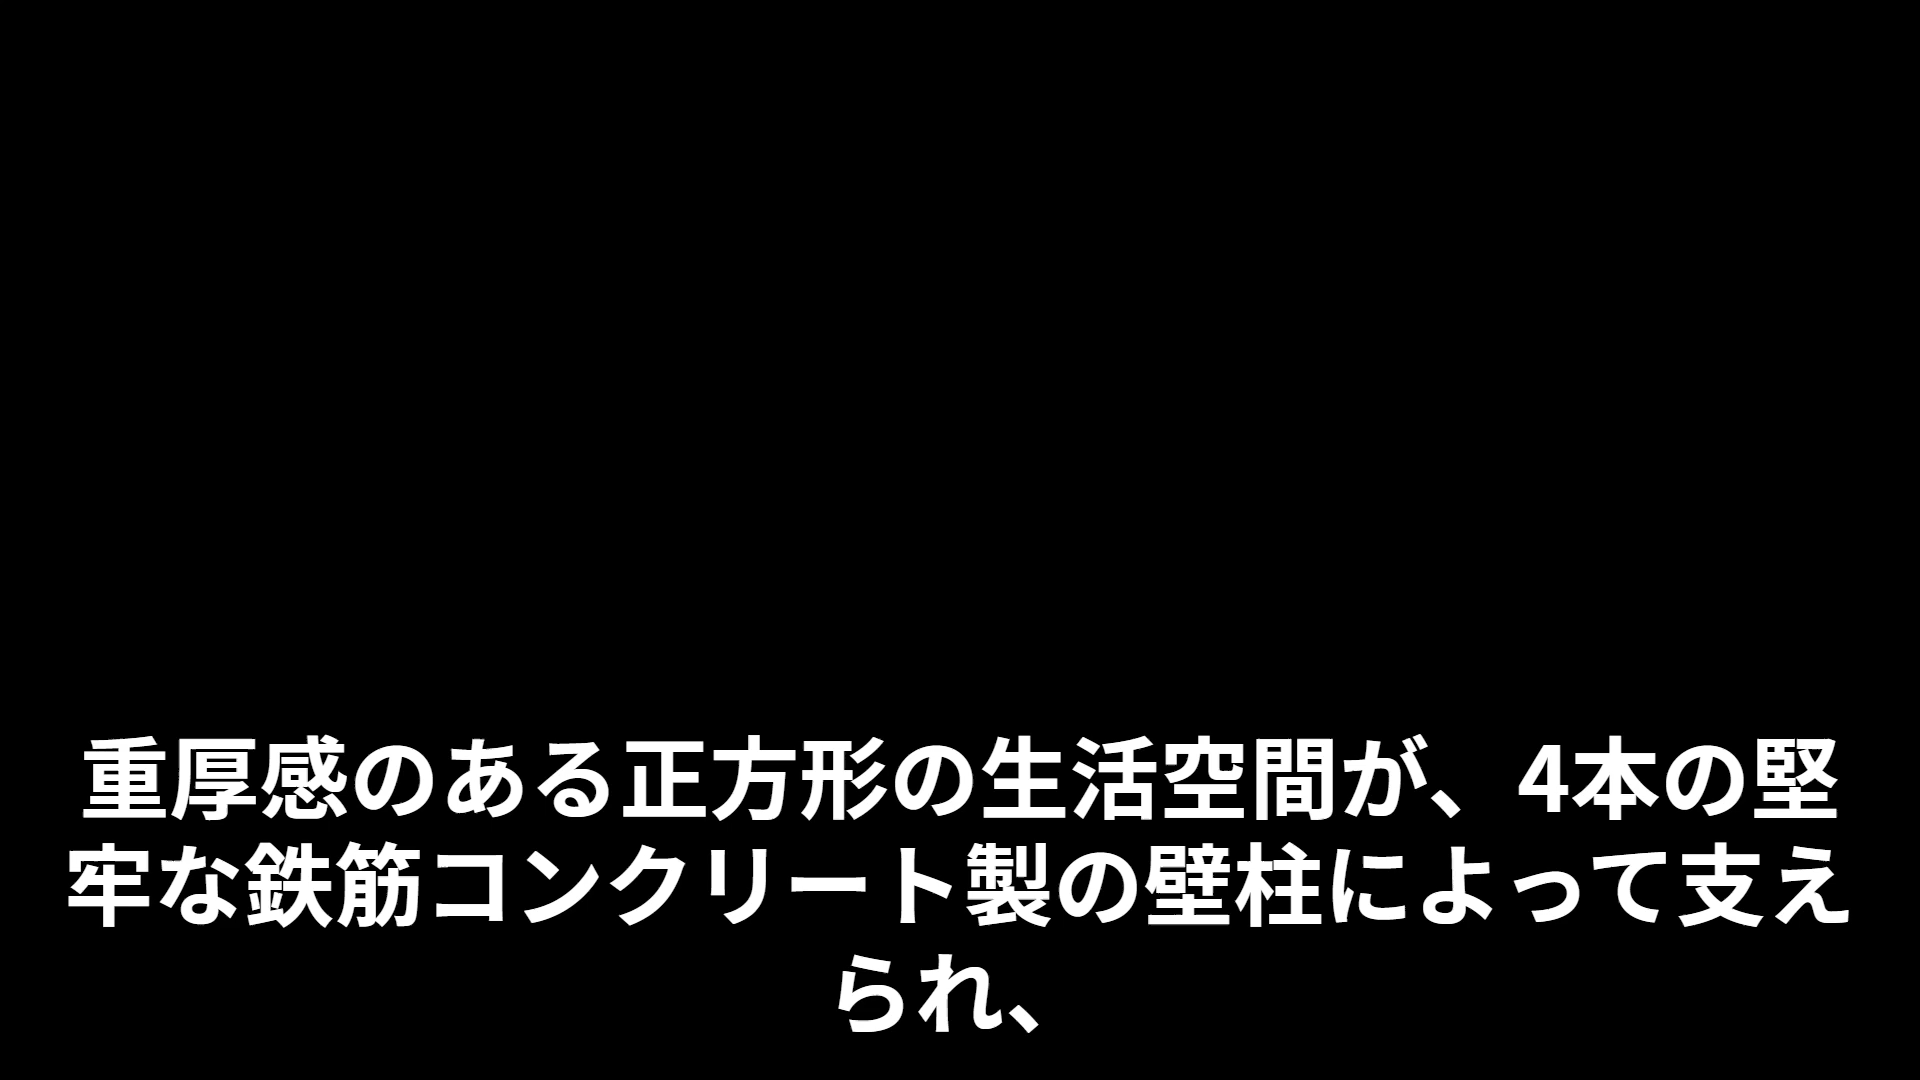 重厚感のある正方形の生活空間が、4本の堅
牢な鉄筋コンクリート製の壁柱によって支え
られ、